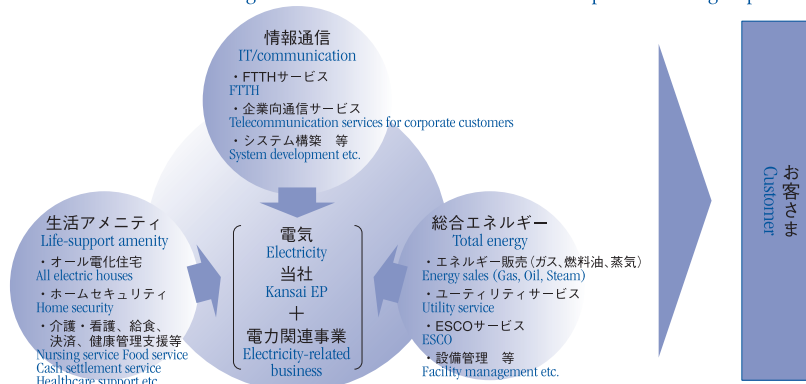 情報通信
IT/communication
・FTTHサービス
FTTH
・企業向通信サービス
Telecommunication services for corporate customers
・システム構築 等
System development etc.
生活アメニティ
Life-support amenity
・オール電化住宅
All electric houses
・ホームセキュリティ
Home security
・介護・看護、給食、
決済、健康管理支援等
Nursing service Food service
Cash settlement service
Healthcare support etc.
電気
Electricity
当社
Kansai EP
＋
電力関連事業
Electricity-related
business
総合エネルギー
Total energy
・エネルギー販売（ガス、燃料油、蒸気）
Energy sales (Gas, Oil, Steam)
・ユーティリティサービス
Utility service
・ESCOサービス
ESCO
・設備管理 等
Facility management etc.
お客さま
Customer